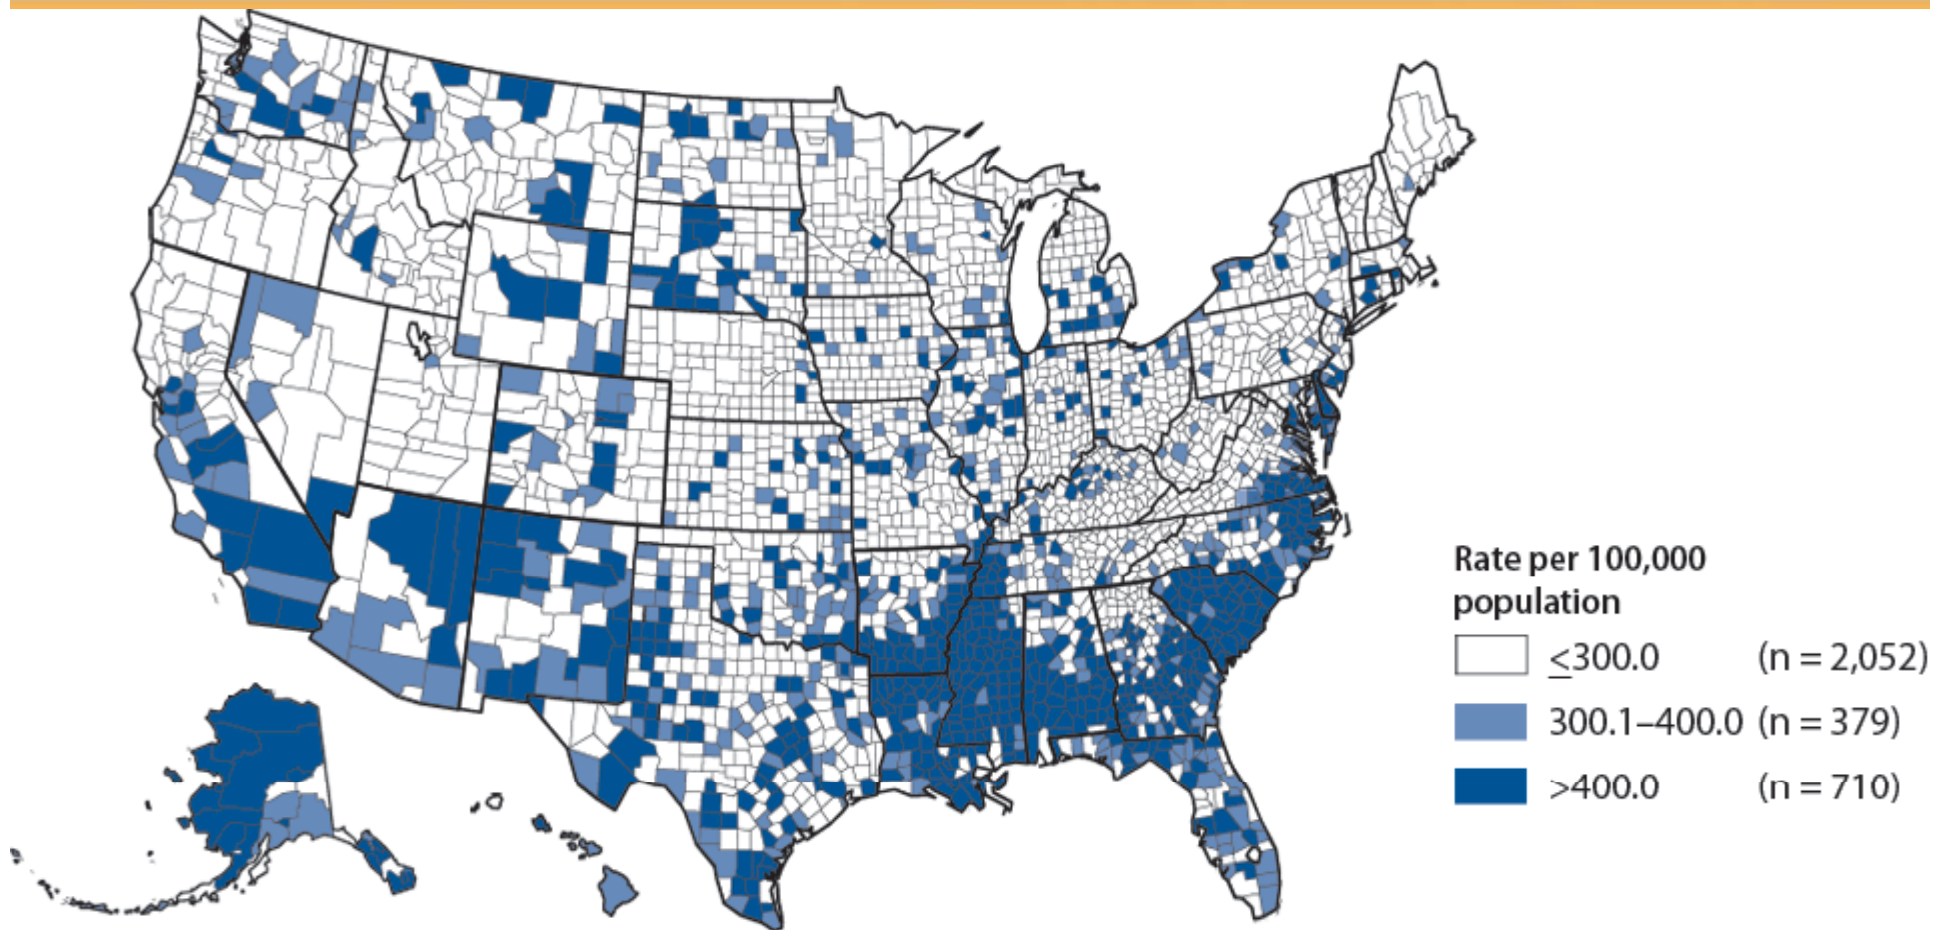 Rate per 100,000
population
≤300.0 (n = 2,052)
300.1–400.0 (n = 379)
>400.0 (n = 710)